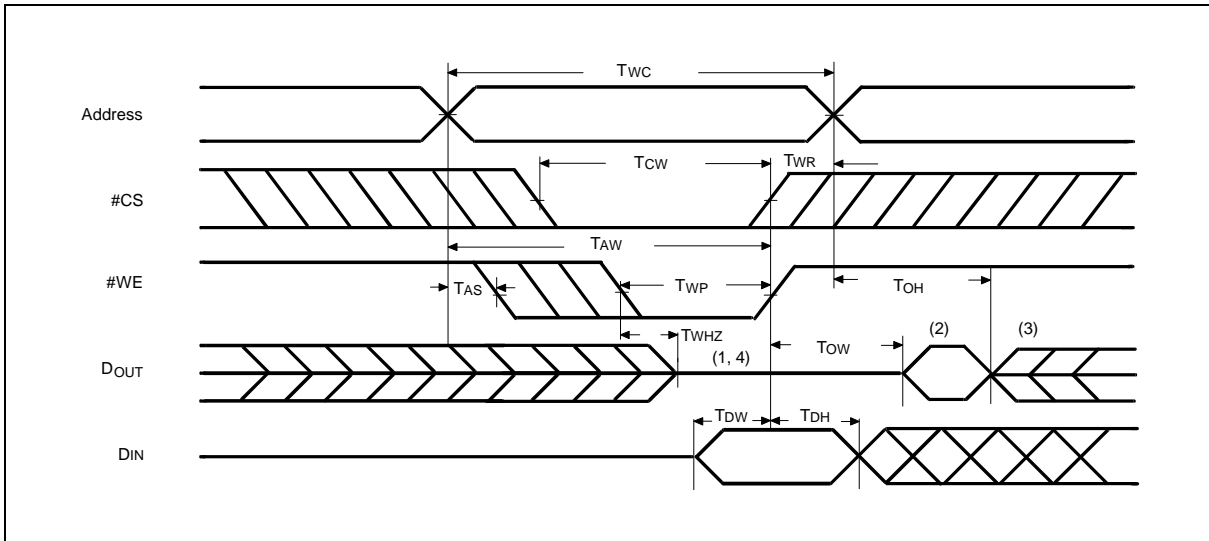 TWC
Address
TCW
TWR
#CS
TAW
#WE
TAS
TWP
TOH
TWHZ
(1, 4)
TOW
(2)
(3)
DOUT
TDW
TDH
DIN